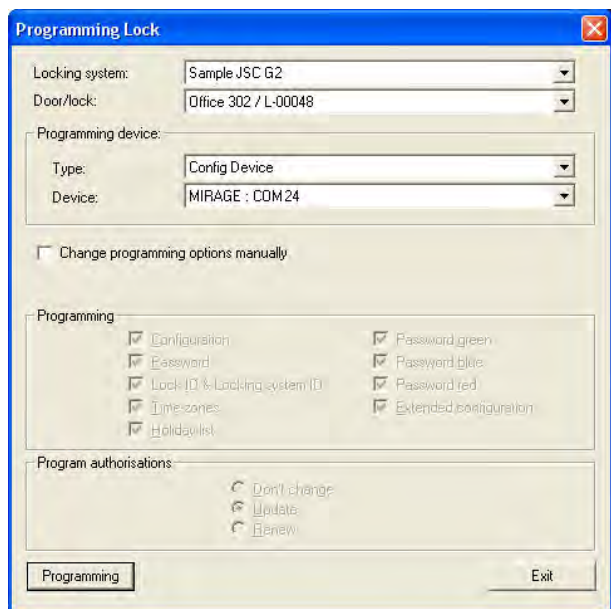 Programming Lock
Locking system: Sample JSC G2
Door/lock: Office 302 / L-00048
Programming device:
Type: Config Device
Device: MIRAGE : COM24
Change programming options manually
Programming
Configuration Password green
Password Password blue
Lock ID & Locking system ID Password red
Time zones Extended configuration
Holidaylist
Program authorisations
Don't change
Update
Renew
Programming Exit